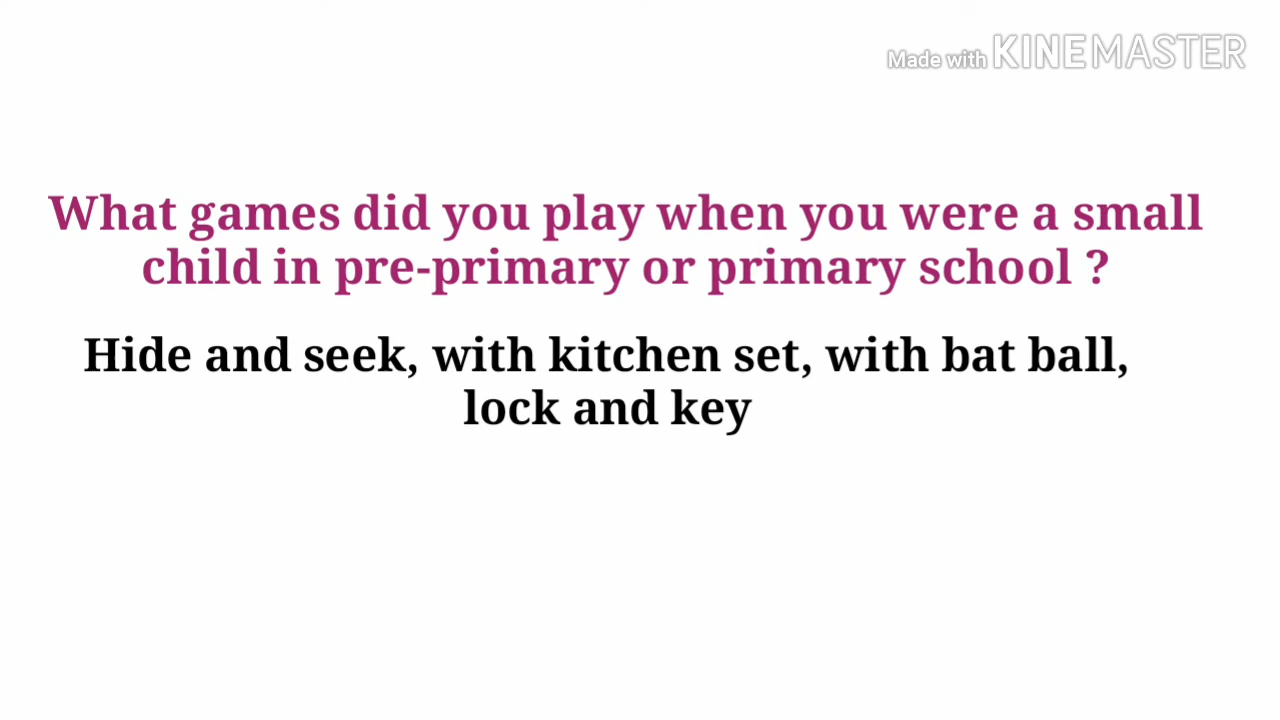 Made with KINEMASTER
What games did you play when you were a small
child in pre-primary or primary school ?
Hide and seek, with kitchen set, with bat ball,
lock and key